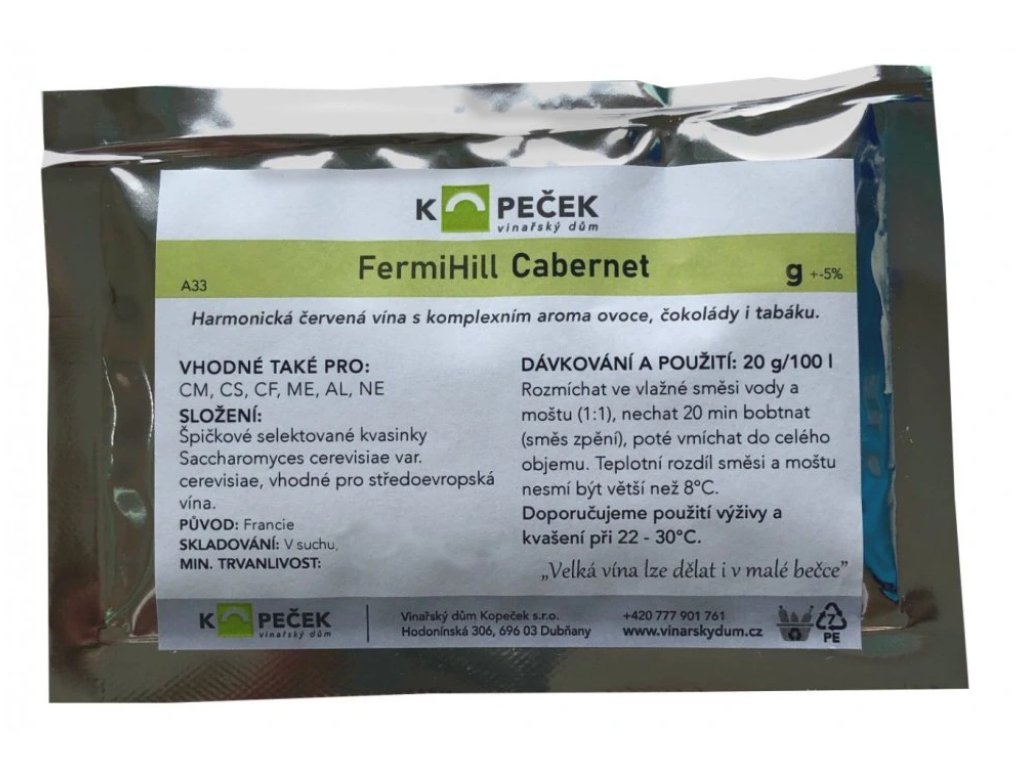 K PEČEK
vinařský dům
FermiHill Cabernet
A33
g +-5%
Harmonická červená vína s komplexním aroma ovoce, čokolády i tabáku.
VHODNÉ TAKÉ PRO:
CM, CS, CF, ME, AL, NE
SLOŽENÍ:
Špičkové selektované kvasinky
Saccharomyces cerevisiae var.
cerevisiae, vhodné pro středoevropská
vína.
PŮVOD: Francie
SKLADOVÁNÍ: V suchu,
MIN. TRVANLIVOST:
DÁVKOVÁNÍ A POUŽITÍ: 20 g/100 l
Rozmíchat ve vlažné směsi vody a
moštu (1:1), nechat 20 min bobtnat
(směs zpění), poté vmíchat do celého
objemu. Teplotní rozdíl směsi a moštu
nesmí být větší než 8°C.
Doporučujeme použití výživy a
kvašení při 22 - 30°C.
„Velká vína lze dělat i v malé bečce"
K PEČEK
vinařský dům
Vinařský dům Kopeček s.r.o.
Hodonínská 306, 696 03 Dubňany
+420 777 901 761
www.vinarskydum.cz
7
PE